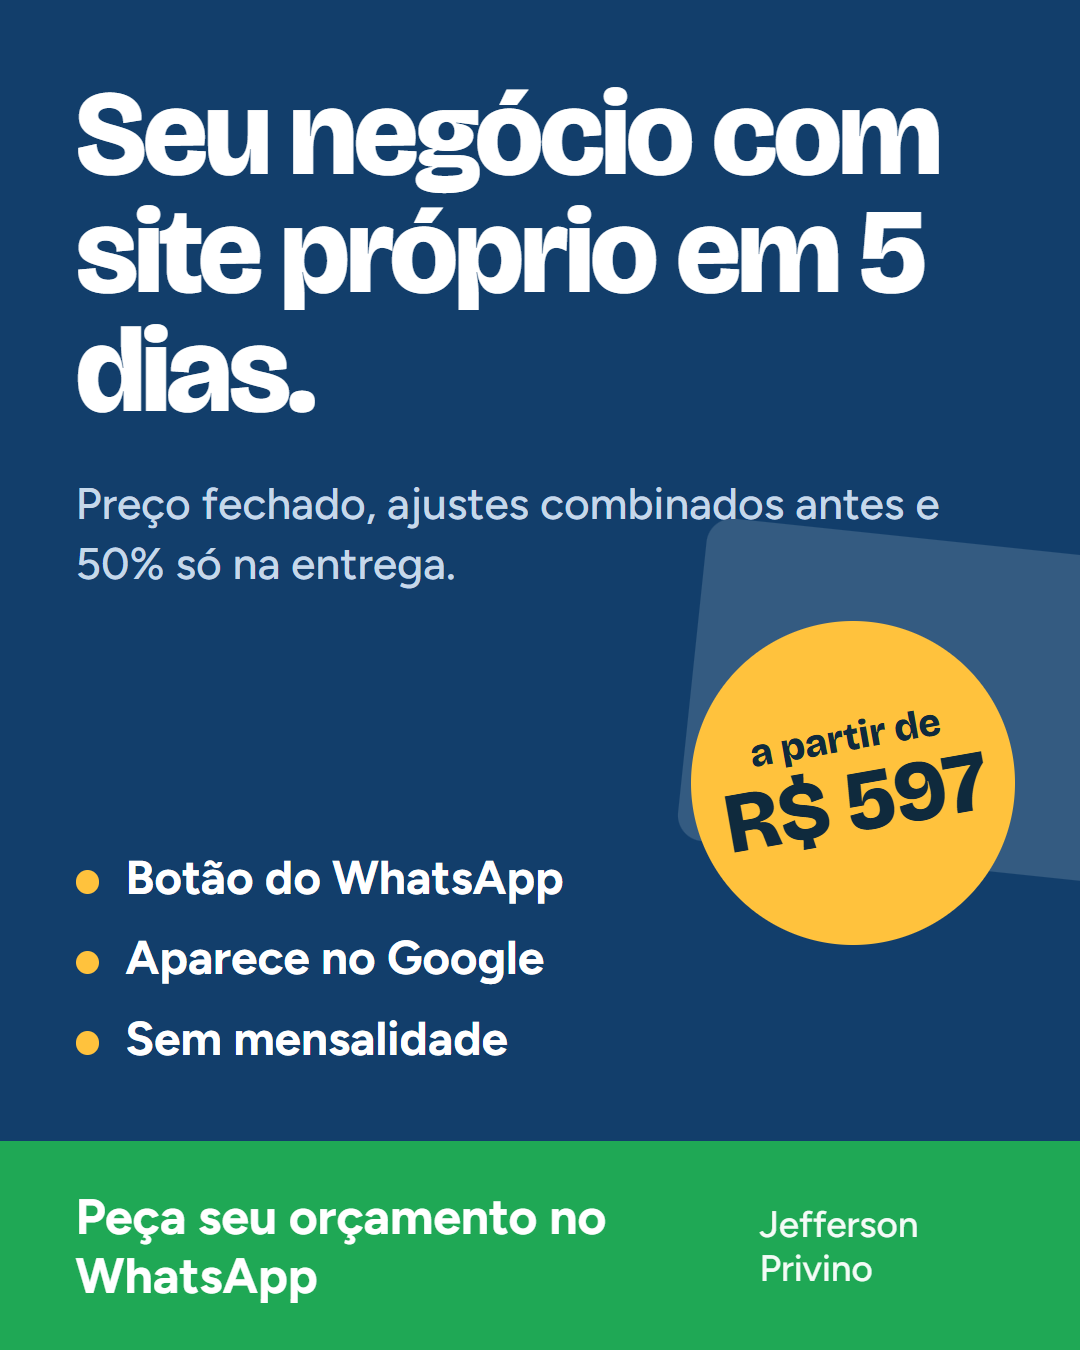 Seu negócio com
site próprio em 5
dias.
Preço fechado, ajustes combinados antes e
50% só na entrega.
a partir de
R$ 597
Botão do WhatsApp
Aparece no Google
Sem mensalidade
Peça seu orçamento no
WhatsApp
Jefferson
Privino